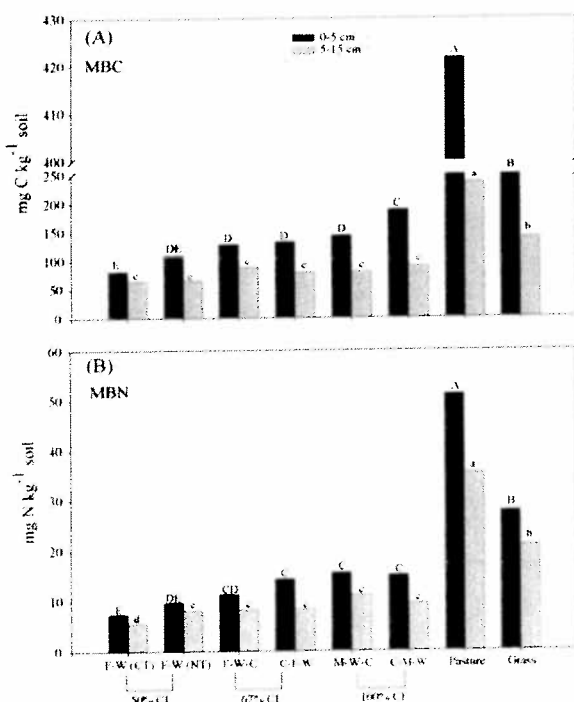 430
(A)
0-5 cm
5-15 cm
A
MBC
420
410
mg C kg⁻¹ soil
400
250
a
B
200
C
150
D
D
D
b
DE
100
E
c
c
c
c
c
c
50
0
60
(B)
MBN
A
50
mg N kg⁻¹ soil
40
a
30
B
b
20
C
C
C
CD
10
DE
E
c
c
d
c
0
F-W (CT)
F-W (NT)
F-W-C
C-F-W
M-W-C
C-M-W
Pasture
Grass
50% CI
67% CI
100% CI